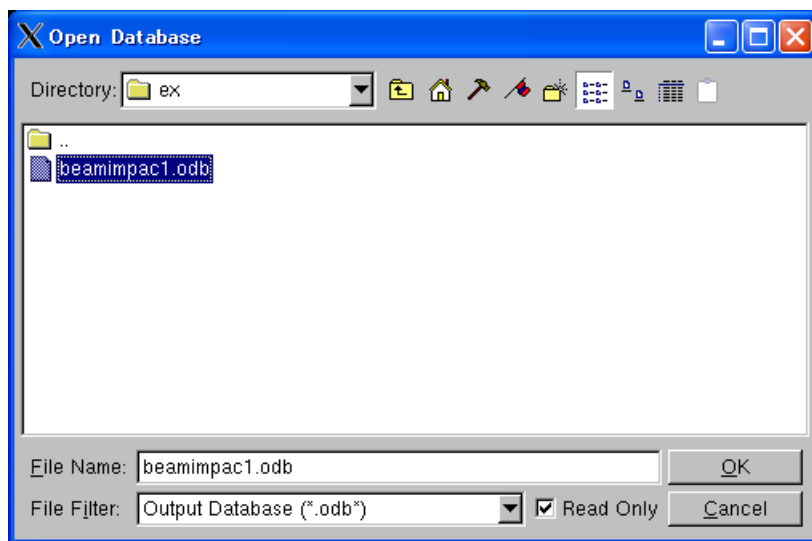 Open Database
Directory: ex
..
beamimpac1.odb
File Name: beamimpac1.odb OK
File Filter: Output Database (*.odb*) Read Only Cancel